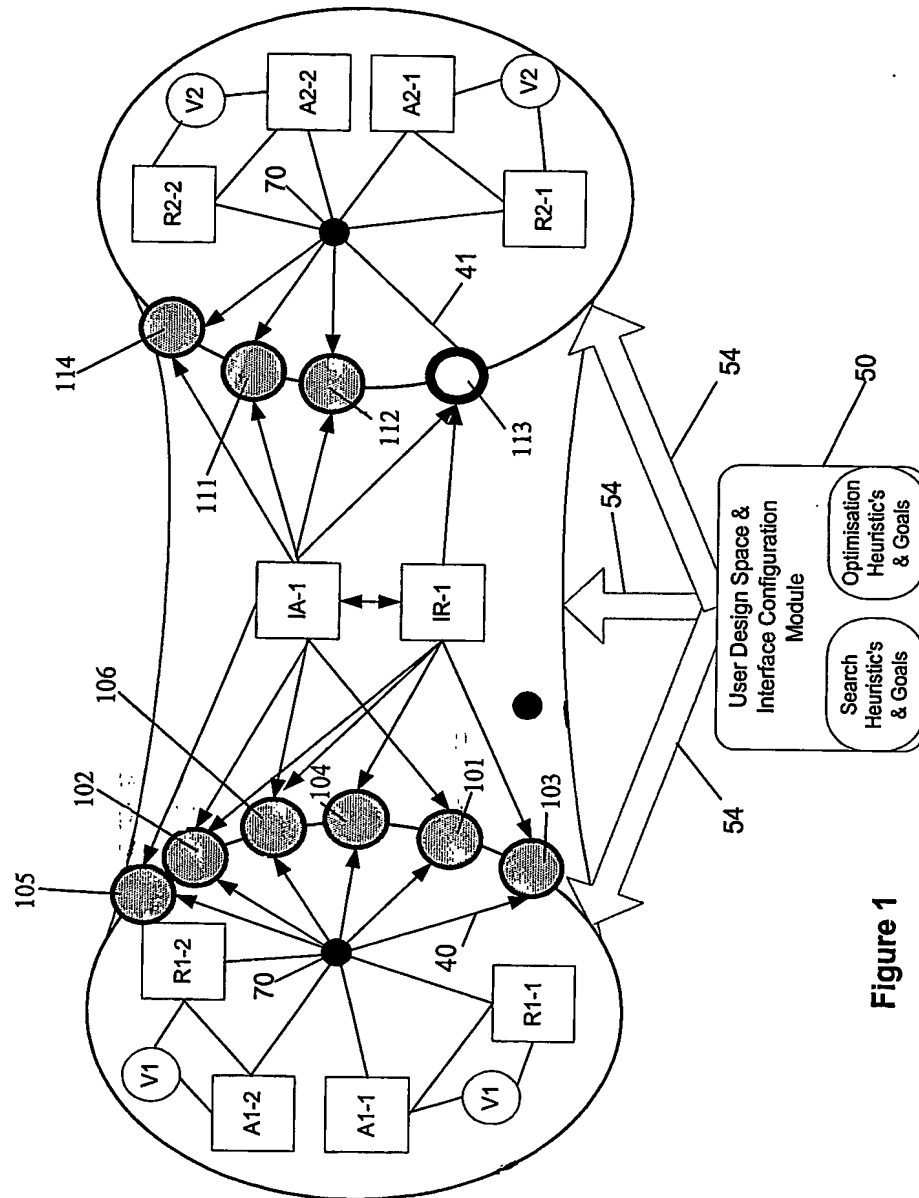 105
102
106
104
101
103
R1-2
V1
A1-2
A1-1
V1
R1-1
70
40
IA-1
IR-1
114
111
112
113
R2-2
V2
A2-2
A2-1
V2
R2-1
70
41
54
54
54
50
User Design Space &
Interface Configuration
Module
Search
Heuristic's
& Goals
Optimisation
Heuristic's
& Goals
Figure 1